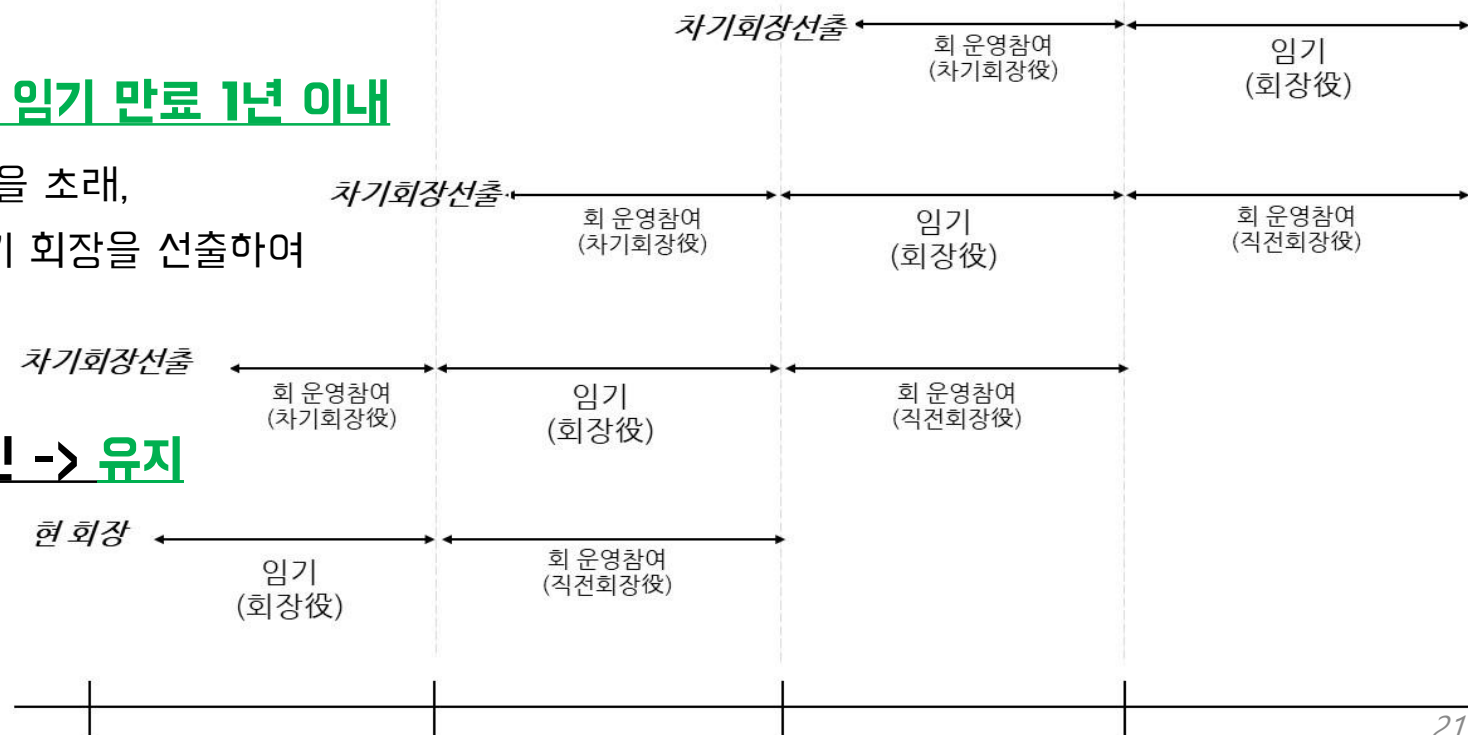 차기회장선출
회 운영참여
(차기회장役)
임기
(회장役)
임기 만료 1년 이내
을 초래,
차기회장선출
회 운영참여
(차기회장役)
임기
(회장役)
회 운영참여
(직전회장役)
회장을 선출하여
차기회장선출
회 운영참여
(차기회장役)
임기
(회장役)
회 운영참여
(직전회장役)
-> 유지
현 회장
임기
(회장役)
회 운영참여
(직전회장役)
21